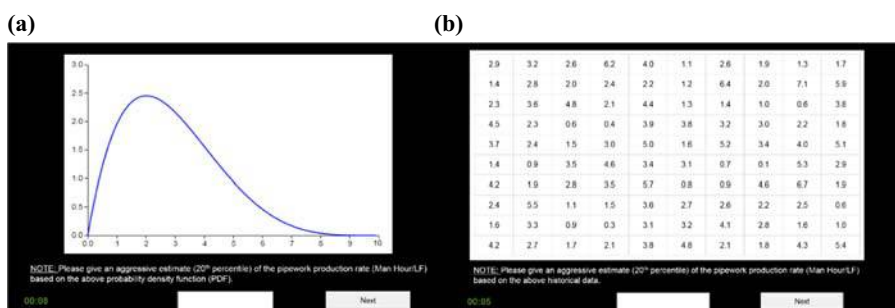 (a)
(b)
3.0
2.5
2.0
1.5
1.0
0.5
0.0
0.0 1 2 3 4 5 6 7 8 9 10
NOTE: Please give an aggressive estimate (20th percentile) of the pipework production rate (Man Hour/LF)
based on the above probability density function (PDF).
00:08
Next
2.9 3.2 2.6 6.2 4.0 1.1 2.6 1.9 1.3 1.7
1.4 2.8 2.0 2.4 2.2 1.2 6.4 2.0 7.1 5.9
2.3 3.6 4.8 2.1 4.4 1.3 1.4 1.0 0.6 3.8
4.5 2.3 0.6 0.4 3.9 3.8 3.2 3.0 2.2 1.8
3.7 2.4 1.5 3.0 5.0 1.6 5.2 3.4 4.0 5.1
1.4 0.9 3.5 4.6 3.4 3.1 0.7 0.1 5.3 2.9
4.2 1.9 2.8 3.5 5.7 0.8 0.9 4.6 6.7 1.9
2.4 5.5 1.1 1.5 3.6 2.7 2.6 2.2 2.5 0.6
1.6 3.3 0.9 0.3 3.1 3.2 4.1 2.8 1.6 1.0
4.2 2.7 1.7 2.1 3.8 4.8 2.1 1.8 4.3 5.4
NOTE: Please give an aggressive estimate (20th percentile) of the pipework production rate (Man Hour/LF)
based on the above historical data.
00:05
Next